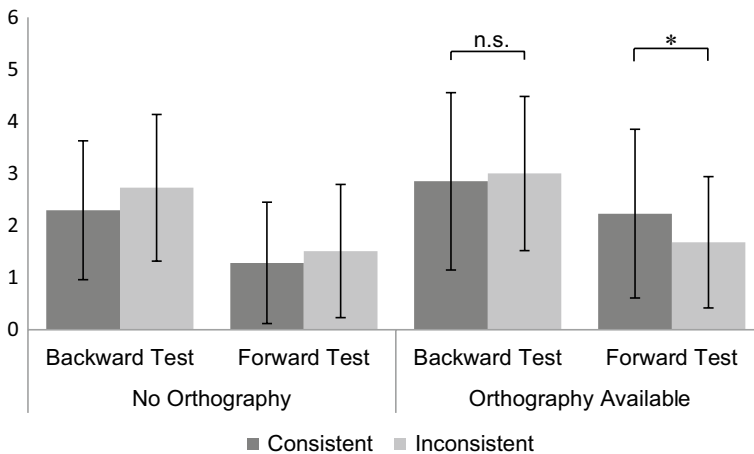 6
5
4
3
2
1
0
n.s.
*
Backward Test Forward Test Backward Test Forward Test
No Orthography Orthography Available
Consistent Inconsistent